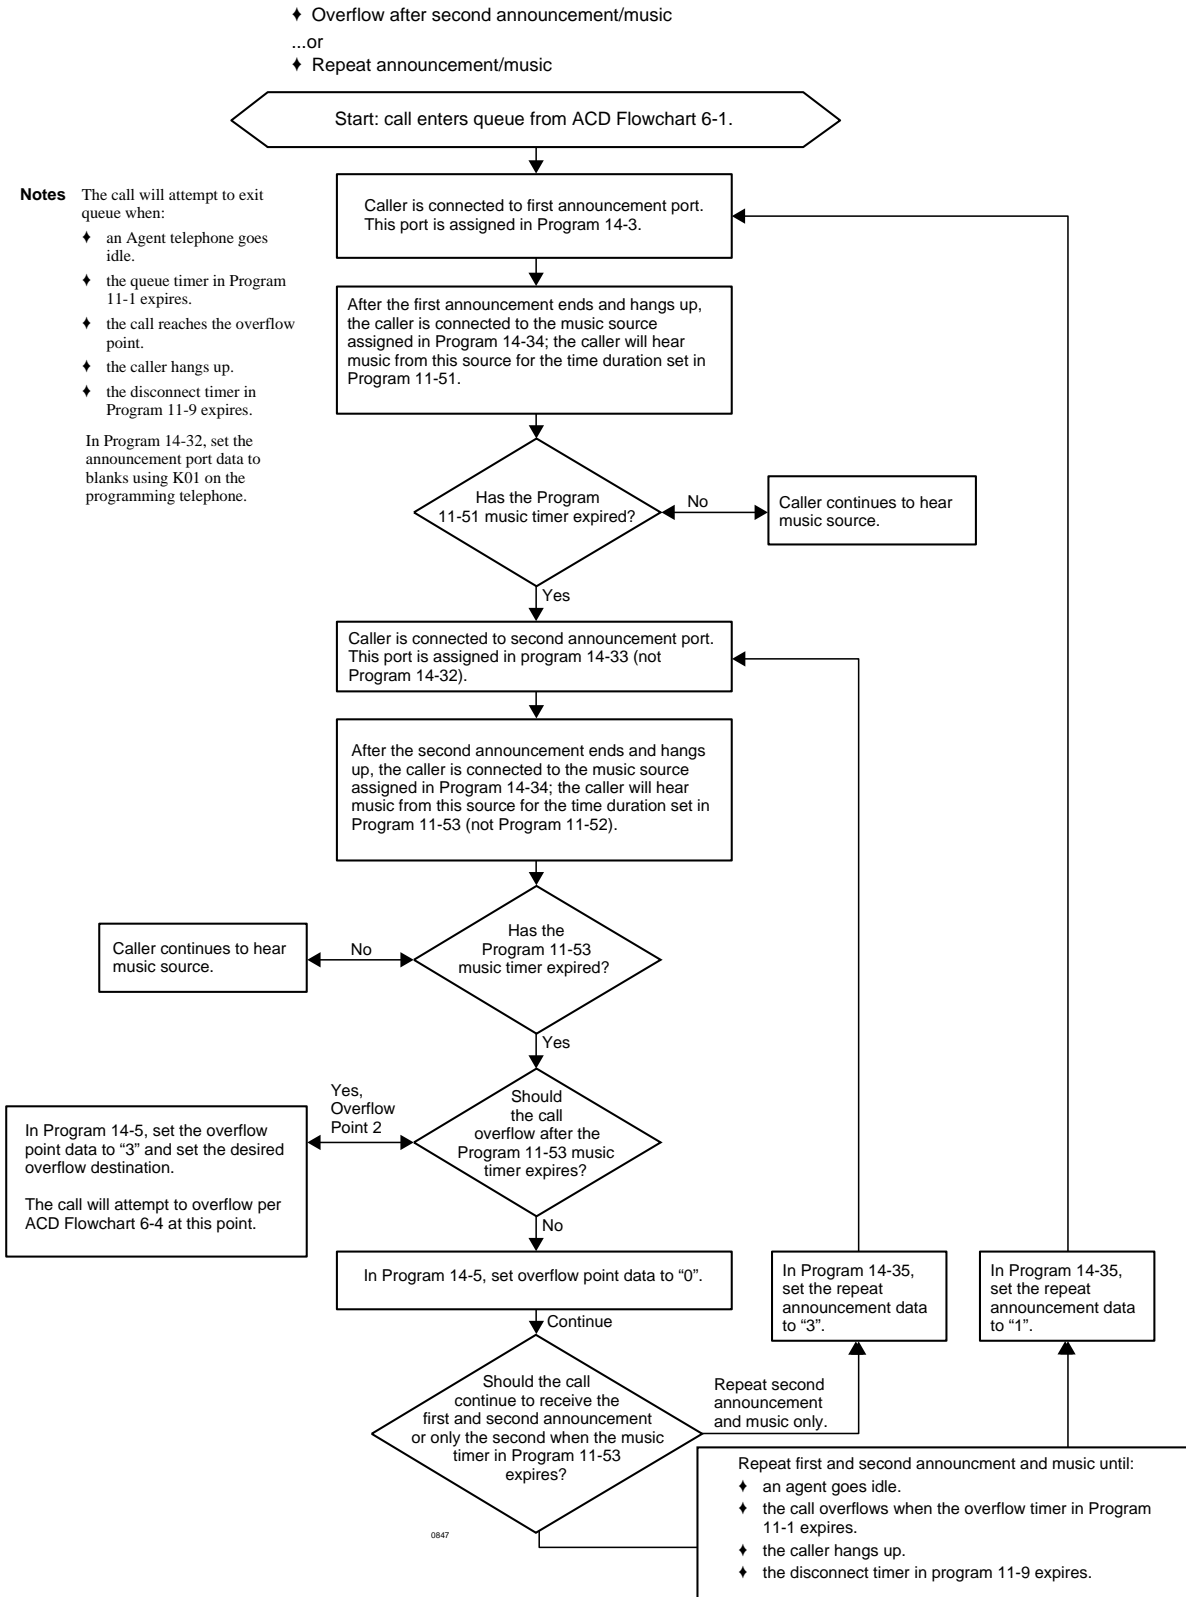 ♦ Overflow after second announcement/music
...or
♦ Repeat announcement/music
Start: call enters queue from ACD Flowchart 6-1.
Notes The call will attempt to exit
queue when:
♦ an Agent telephone goes
idle.
♦ the queue timer in Program
11-1 expires.
♦ the call reaches the overflow
point.
♦ the caller hangs up.
♦ the disconnect timer in
Program 11-9 expires.
In Program 14-32, set the
announcement port data to
blanks using K01 on the
programming telephone.
Caller is connected to first announcement port.
This port is assigned in Program 14-3.
After the first announcement ends and hangs up,
the caller is connected to the music source
assigned in Program 14-34; the caller will hear
music from this source for the time duration set in
Program 11-51.
Has the Program
11-51 music timer expired?
No
Caller continues to hear
music source.
Yes
Caller is connected to second announcement port.
This port is assigned in program 14-33 (not
Program 14-32).
After the second announcement ends and hangs
up, the caller is connected to the music source
assigned in Program 14-34; the caller will hear
music from this source for the time duration set in
Program 11-53 (not Program 11-52).
Has the
Program 11-53
music timer expired?
No
Caller continues to hear
music source.
Yes
Should
the call
overflow after the
Program 11-53 music
timer expires?
Yes,
Overflow
Point 2
In Program 14-5, set the overflow
point data to “3” and set the desired
overflow destination.
The call will attempt to overflow per
ACD Flowchart 6-4 at this point.
No
In Program 14-5, set overflow point data to “0”.
Continue
Should the call
continue to receive the
first and second announcement
or only the second when the music
timer in Program 11-53
expires?
Repeat second
announcement
and music only.
In Program 14-35,
set the repeat
announcement data
to “3”.
In Program 14-35,
set the repeat
announcement data
to “1”.
Repeat first and second announcment and music until:
♦ an agent goes idle.
♦ the call overflows when the overflow timer in Program
11-1 expires.
♦ the caller hangs up.
♦ the disconnect timer in program 11-9 expires.
0847